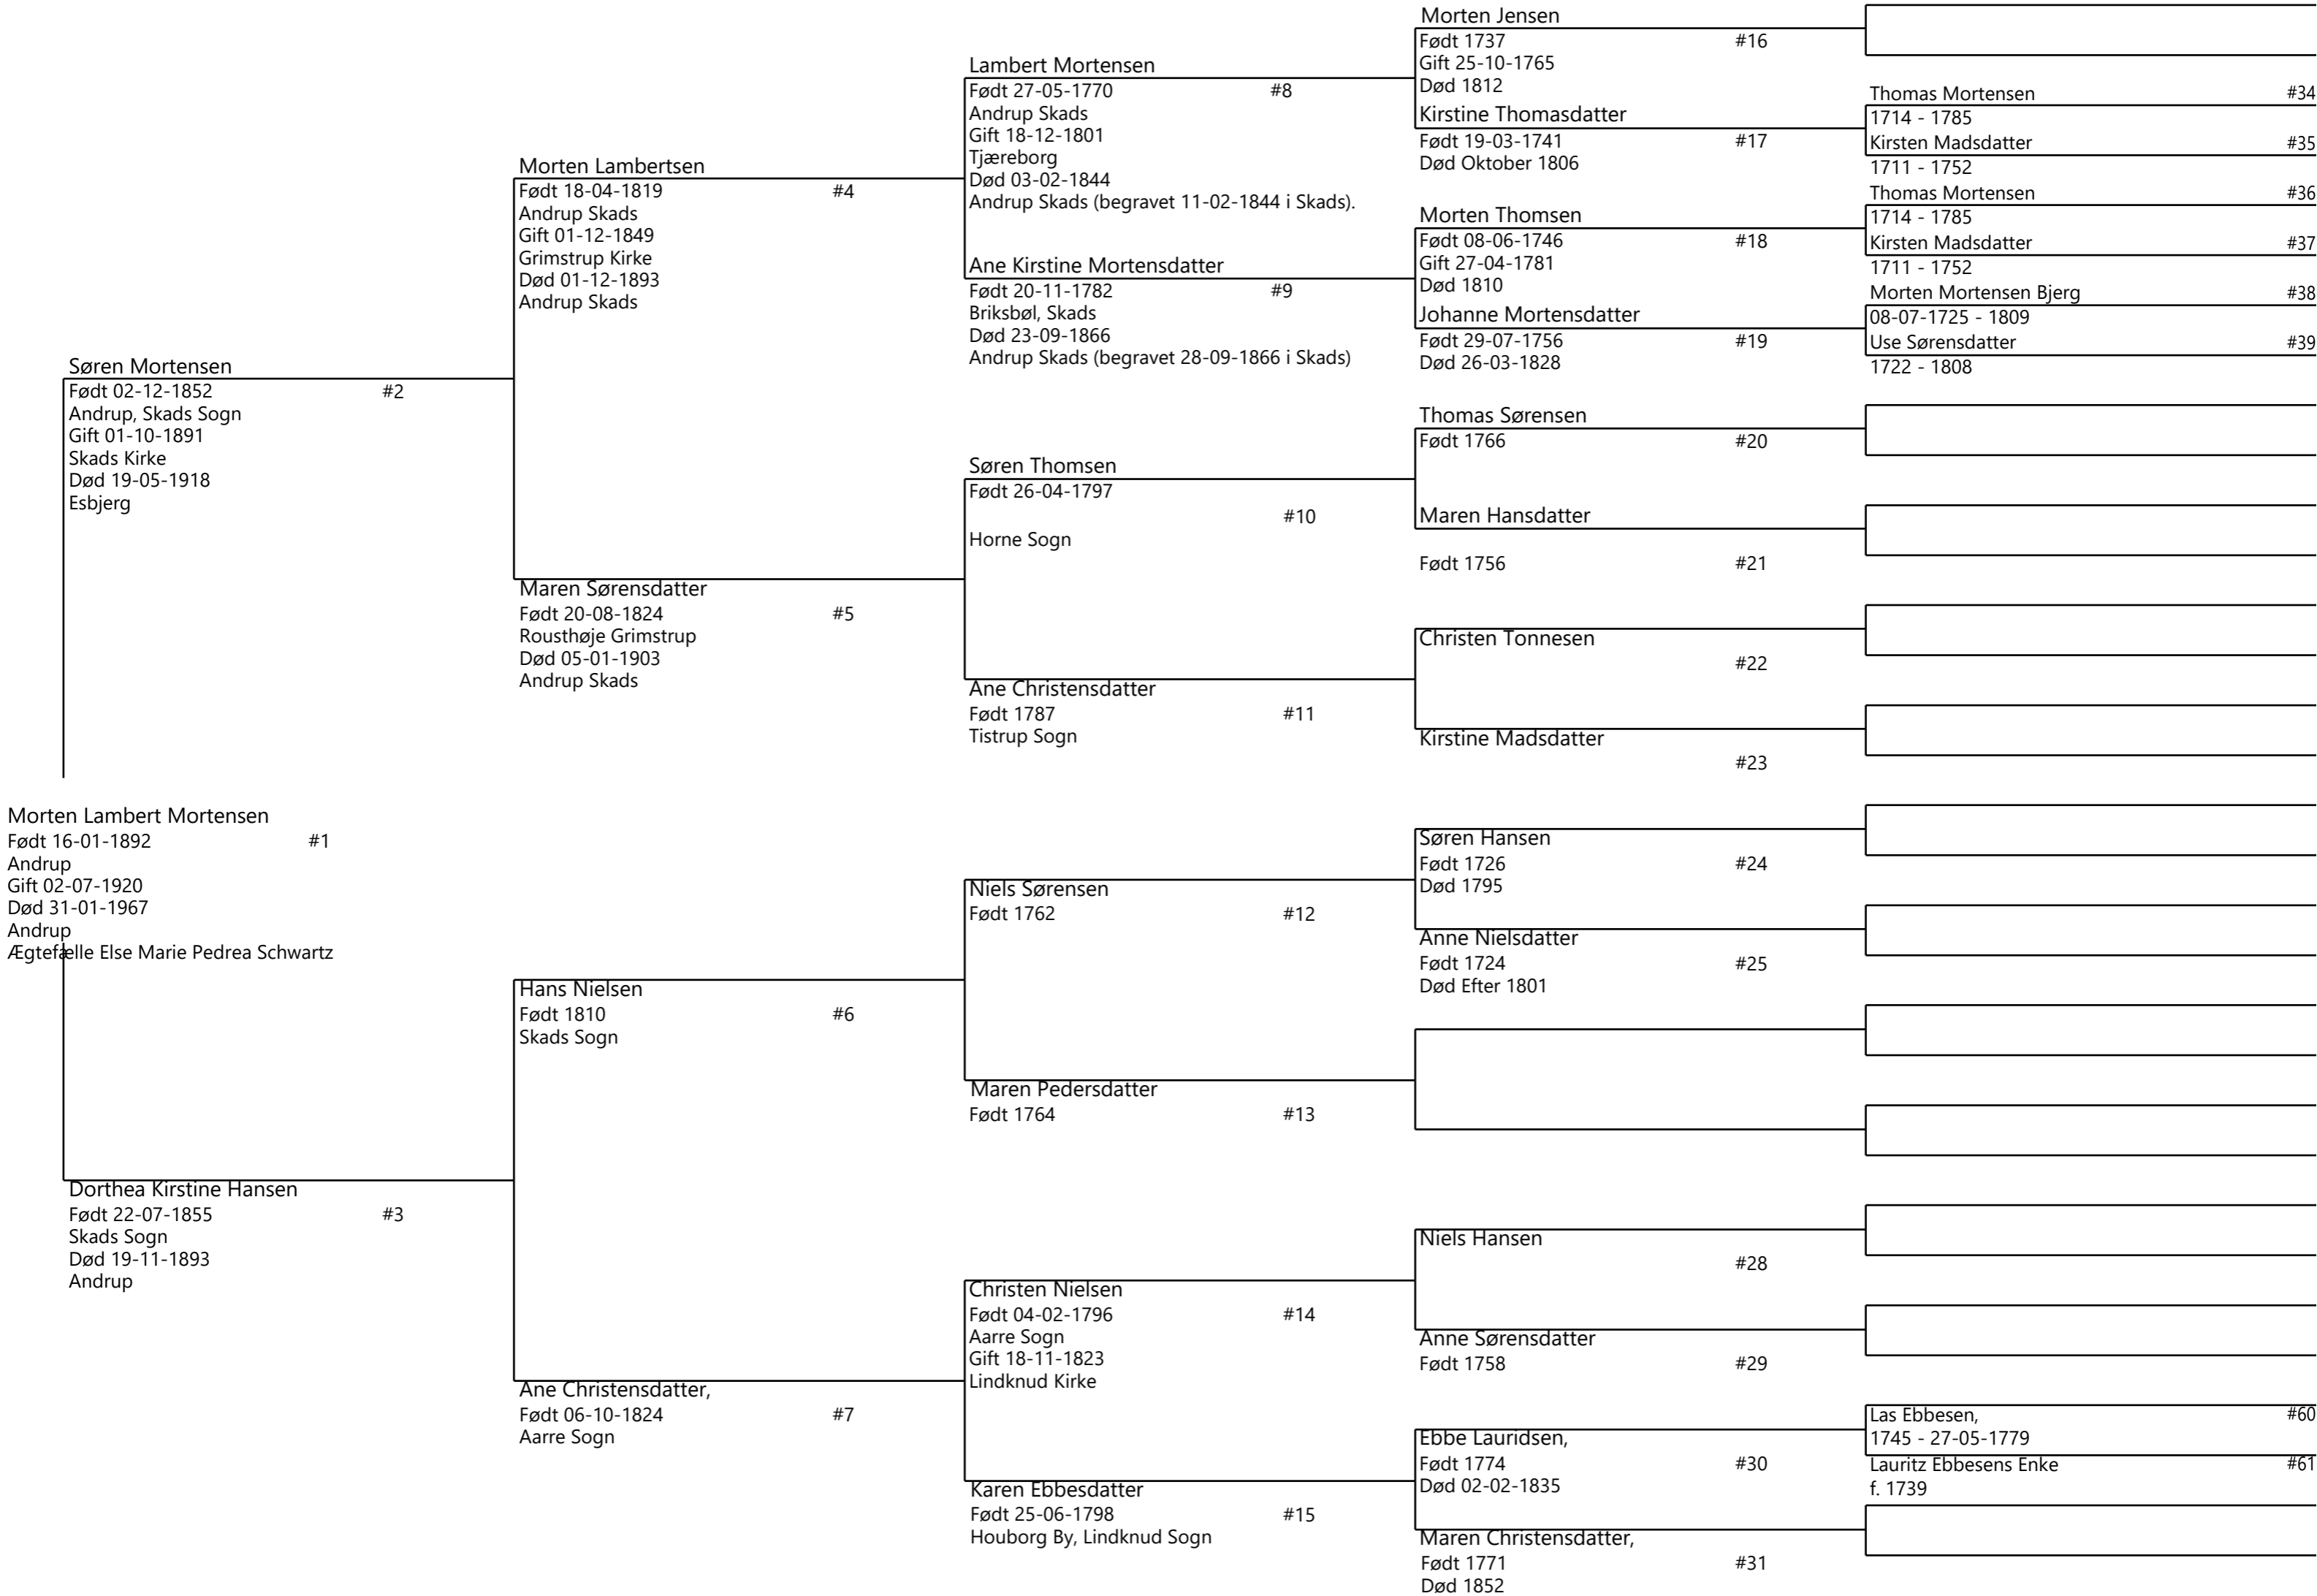 Søren Mortensen
Født 02-12-1852 #2
Andrup, Skads Sogn
Gift 01-10-1891
Skads Kirke
Død 19-05-1918
Esbjerg
Morten Lambert Mortensen
Født 16-01-1892 #1
Andrup
Gift 02-07-1920
Død 31-01-1967
Andrup
Ægtefælle Else Marie Pedrea Schwartz
Dorthea Kirstine Hansen
Født 22-07-1855 #3
Skads Sogn
Død 19-11-1893
Andrup
Morten Lambertsen
Født 18-04-1819 #4
Andrup Skads
Gift 01-12-1849
Grimstrup Kirke
Død 01-12-1893
Andrup Skads
Maren Sørensdatter
Født 20-08-1824 #5
Rousthøje Grimstrup
Død 05-01-1903
Andrup Skads
Hans Nielsen
Født 1810 #6
Skads Sogn
Ane Christensdatter,
Født 06-10-1824 #7
Aarre Sogn
Lambert Mortensen
Født 27-05-1770 #8
Andrup Skads
Gift 18-12-1801
Tjæreborg
Død 03-02-1844
Andrup Skads (begravet 11-02-1844 i Skads).
Ane Kirstine Mortensdatter
Født 20-11-1782 #9
Briksbøl, Skads
Død 23-09-1866
Andrup Skads (begravet 28-09-1866 i Skads)
Søren Thomsen
Født 26-04-1797
#10
Horne Sogn
Ane Christensdatter
Født 1787 #11
Tistrup Sogn
Niels Sørensen
Født 1762 #12
Maren Pedersdatter
Født 1764 #13
Christen Nielsen
Født 04-02-1796 #14
Aarre Sogn
Gift 18-11-1823
Lindknud Kirke
Karen Ebbesdatter
Født 25-06-1798 #15
Houborg By, Lindknud Sogn
Morten Jensen
Født 1737 #16
Gift 25-10-1765
Død 1812
Kirstine Thomasdatter
Født 19-03-1741 #17
Død Oktober 1806
Morten Thomsen
Født 08-06-1746 #18
Gift 27-04-1781
Død 1810
Johanne Mortensdatter
Født 29-07-1756 #19
Død 26-03-1828
Thomas Sørensen
Født 1766 #20
Maren Hansdatter
Født 1756 #21
Christen Tonnesen
#22
Kirstine Madsdatter
#23
Søren Hansen
Født 1726 #24
Død 1795
Anne Nielsdatter
Født 1724 #25
Død Efter 1801
Niels Hansen
#28
Anne Sørensdatter
Født 1758 #29
Ebbe Lauridsen,
Født 1774 #30
Død 02-02-1835
Maren Christensdatter,
Født 1771 #31
Død 1852
Thomas Mortensen #34
1714 - 1785
Kirsten Madsdatter #35
1711 - 1752
Thomas Mortensen #36
1714 - 1785
Kirsten Madsdatter #37
1711 - 1752
Morten Mortensen Bjerg #38
08-07-1725 - 1809
Use Sørensdatter #39
1722 - 1808
Las Ebbesen, #60
1745 - 27-05-1779
Lauritz Ebbesens Enke #61
f. 1739